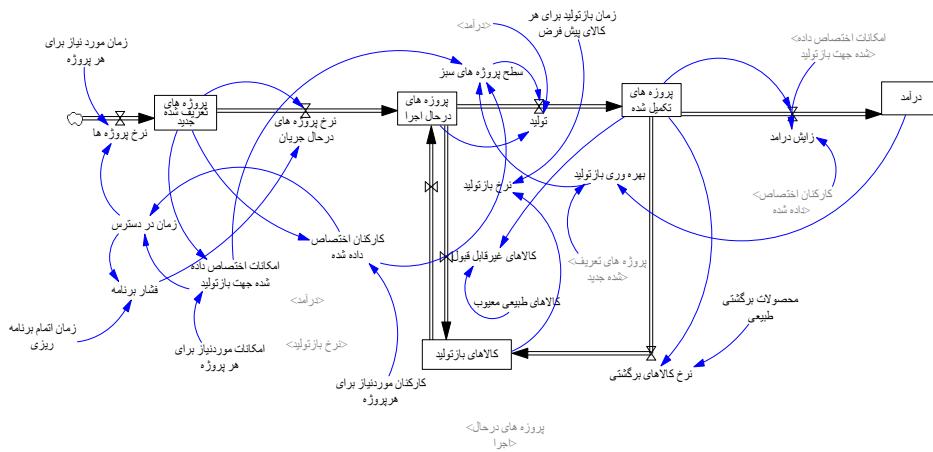 <درآمد>
زمان بازتولید برای هر
کالای پیش فرض
زمان مورد نیاز برای
هر پروژه
<امکانات اختصاص داده
شده جهت بازتولید>
سطح پروژه های سبز
پروژه های
تعریف شده
جدید
پروژه های
درحال اجرا
پروژه های
تکمیل شده
درآمد
نرخ پروژه ها
نرخ پروژه های
درحال جریان
تولید
زایش درامد
نرخ بازتولید
بهره وری بازتولید
<کارکنان اختصاص
داده شده>
زمان در دسترس
کارکنان اختصاص
داده شده
کالاهای غیرقابل قبول
<پروژه های تعریف
شده جدید>
امکانات اختصاص داده
شده جهت بازتولید
فشار برنامه
<درآمد>
کالاهای طبیعی معیوب
محصولات برگشتی
طبیعی
زمان اتمام برنامه
ریزی
<نرخ بازتولید>
امکانات موردنیاز برای
هر پروژه
کالاهای بازتولید
نرخ کالاهای برگشتی
کارکنان موردنیاز برای
هرپروژه
<پروژه های درحال
اجرا>